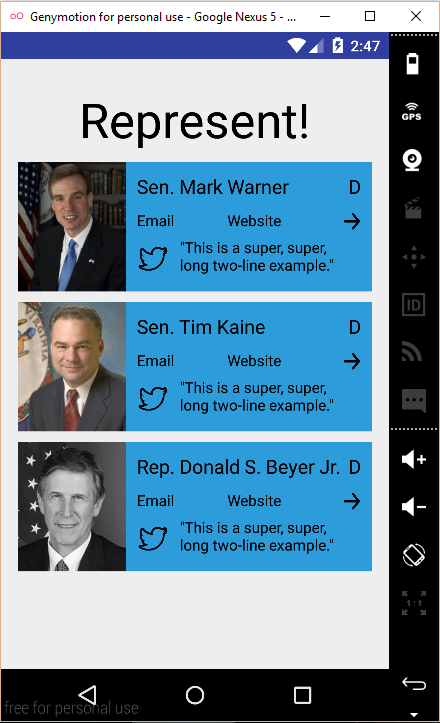 Genymotion for personal use - Google Nexus 5 - ...
2:47
GPS
Represent!
Sen. Mark Warner D
Email Website
"This is a super, super,
long two-line example."
ID
Sen. Tim Kaine D
Email Website
"This is a super, super,
long two-line example."
Rep. Donald S. Beyer Jr. D
Email Website
"This is a super, super,
long two-line example."
1:1
free for personal use